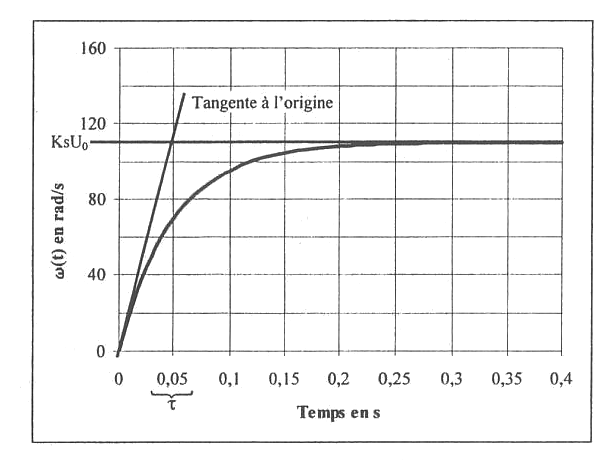 160
Tangente à l'origine
120
KsU₀
80
40
0
ω(t) en rad/s
0 0,05 0,1 0,15 0,2 0,25 0,3 0,35 0,4
τ
Temps en s